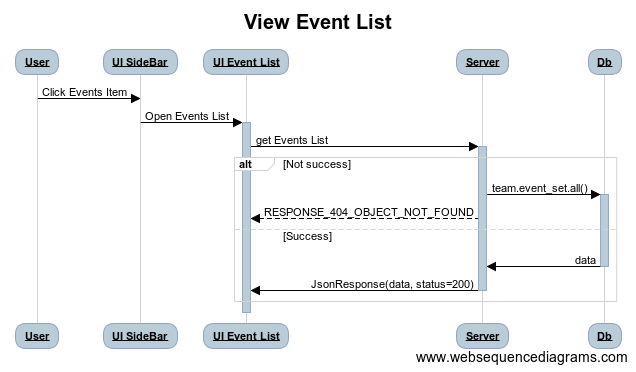 View Event List
User UI SideBar UI Event List Server Db
Click Events Item
Open Events List
get Events List
alt [Not success]
team.event_set.all()
RESPONSE_404_OBJECT_NOT_FOUND
[Success]
data
JsonResponse(data, status=200)
User UI SideBar UI Event List Server Db
www.websequencediagrams.com